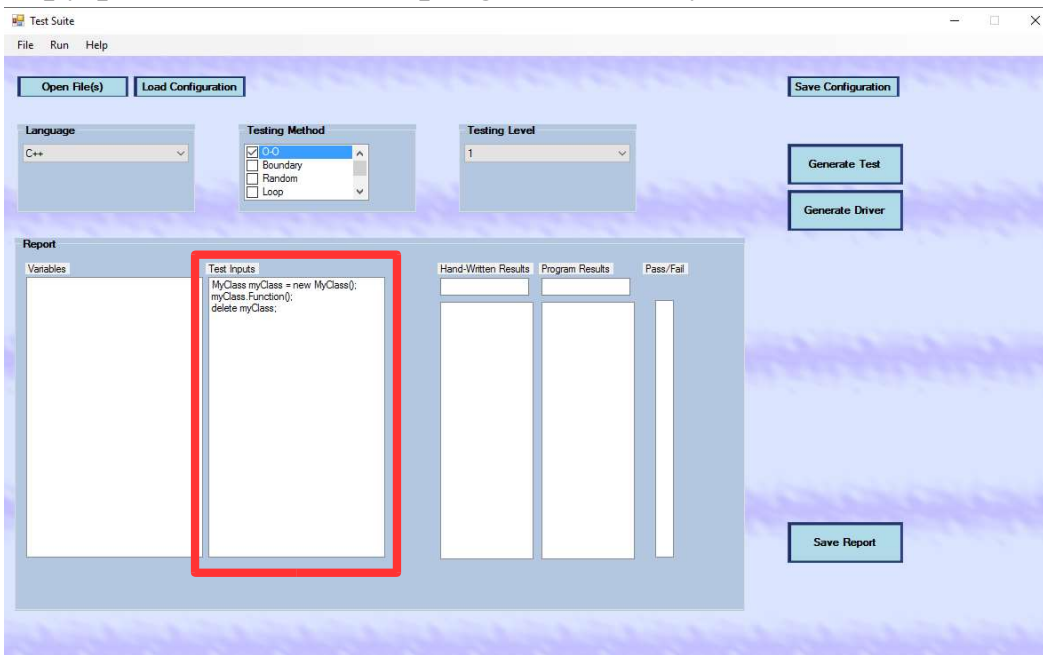 Test Suite
File Run Help
Open File(s) Load Configuration Save Configuration
Language Testing Method Testing Level
C++ O-O 1
Boundary
Random
Loop
Generate Test
Generate Driver
Report
Variables Test Inputs Hand-Written Results Program Results Pass/Fail
MyClass myClass = new MyClass();
myClass.Function();
delete myClass;
Save Report